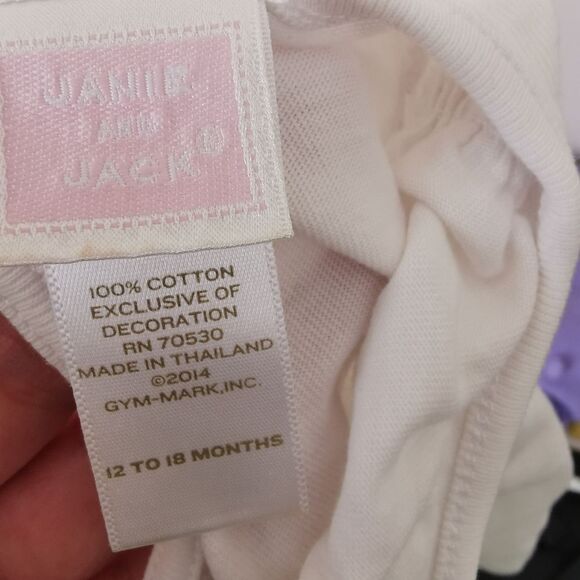 JANIE
AND
JACK®
100% COTTON
EXCLUSIVE OF
DECORATION
RN 70530
MADE IN THAILAND
©2014
GYM-MARK,INC.
12 TO 18 MONTHS